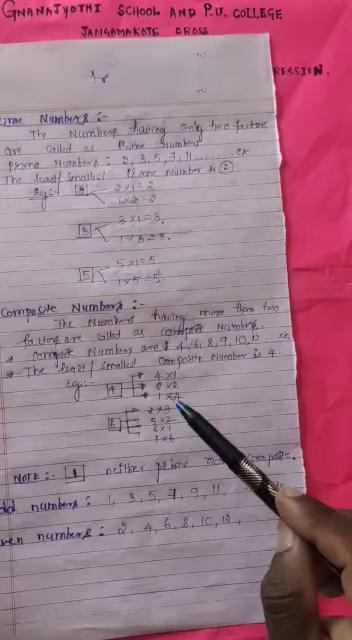 GNANAJYOTHI SCHOOL AND P.U. COLLEGE
JANGAMAKOTE CROSS
RESSION.
Prime Numbers :-
The Numbers having only two factors
are called as Prime Numbers
prime Numbers : 2, 3, 5, 7, 11 ....... etc
The least/smallest Prime Number is 2
Eg:- 2 2×1=2
1×2=2
3 3×1=3.
1×3=3.
5 5×1=5
1×5=5
Composite Numbers :-
The Numbers having more than two
factors are called as Numbers.
Numbers are 4, 6, 8, 9, 10, 12 ... etc
The least/smallest Composite Number is 4
Eg:- 4 4×1
2×2
1×4
6 2×3
3×2
6×1
1×6
NOTE :- 1 neither prime composite.
odd numbers : 1, 3, 5, 7, 9, 11,
even numbers : 2, 4, 6, 8, 10, 12,